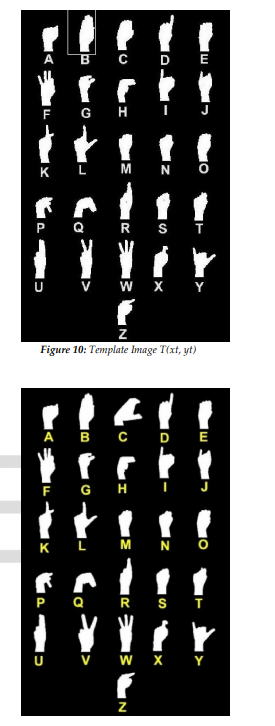 A B C D E
F G H I J
K L M N O
P Q R S T
U V W X Y
Z
Figure 10: Template Image T(xt, yt)
A B C D E
F G H I J
K L M N O
P Q R S T
U V W X Y
Z